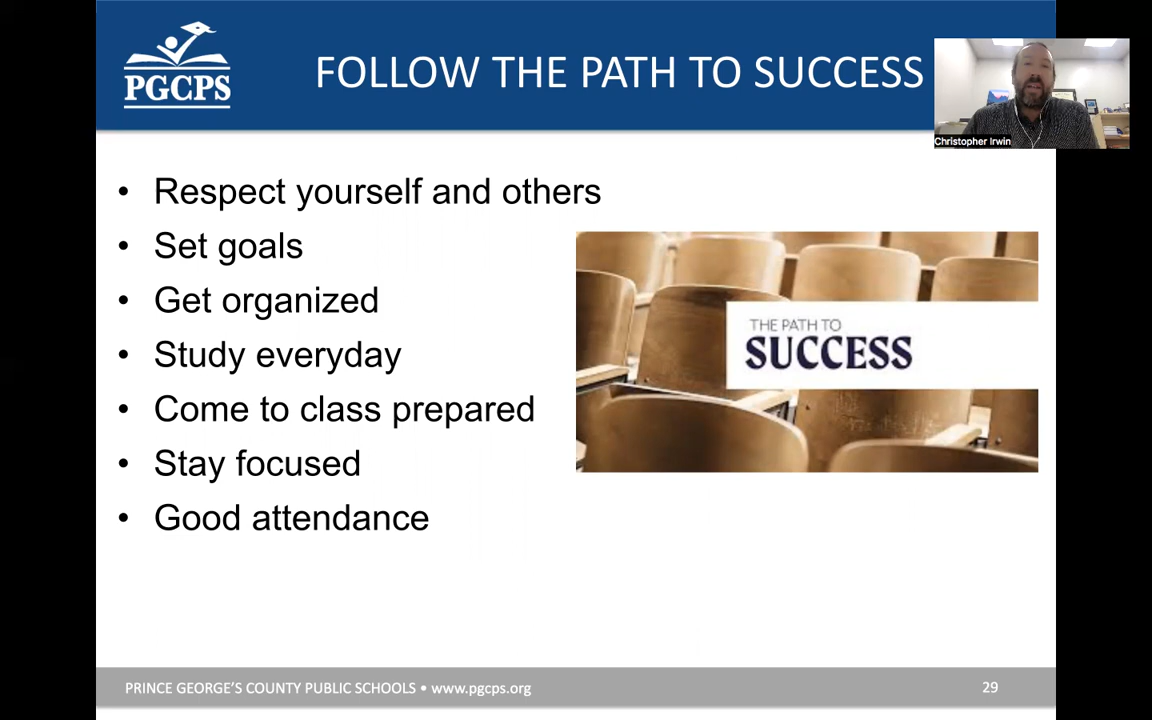 PGCPS
FOLLOW THE PATH TO SUCCESS
Christopher Irwin
• Respect yourself and others
• Set goals
• Get organized
• Study everyday
• Come to class prepared
• Stay focused
• Good attendance
THE PATH TO
SUCCESS
PRINCE GEORGE'S COUNTY PUBLIC SCHOOLS • www.pgcps.org
29